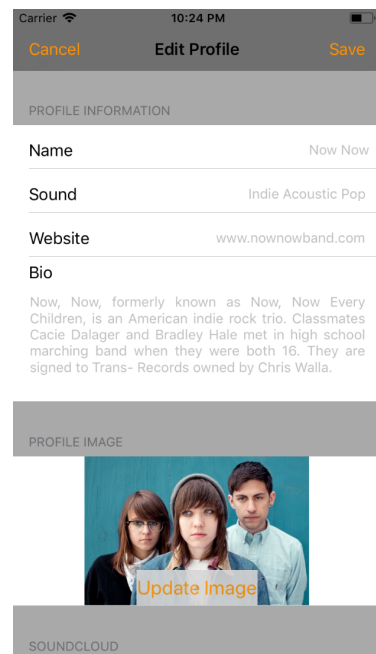 Carrier 10:24 PM
Cancel Edit Profile Save
PROFILE INFORMATION
Name Now Now
Sound Indie Acoustic Pop
Website www.nownowband.com
Bio
Now, Now, formerly known as Now, Now Every
Children, is an American indie rock trio. Classmates
Cacie Dalager and Bradley Hale met in high school
marching band when they were both 16. They are
signed to Trans- Records owned by Chris Walla.
PROFILE IMAGE
Update Image
SOUNDCLOUD